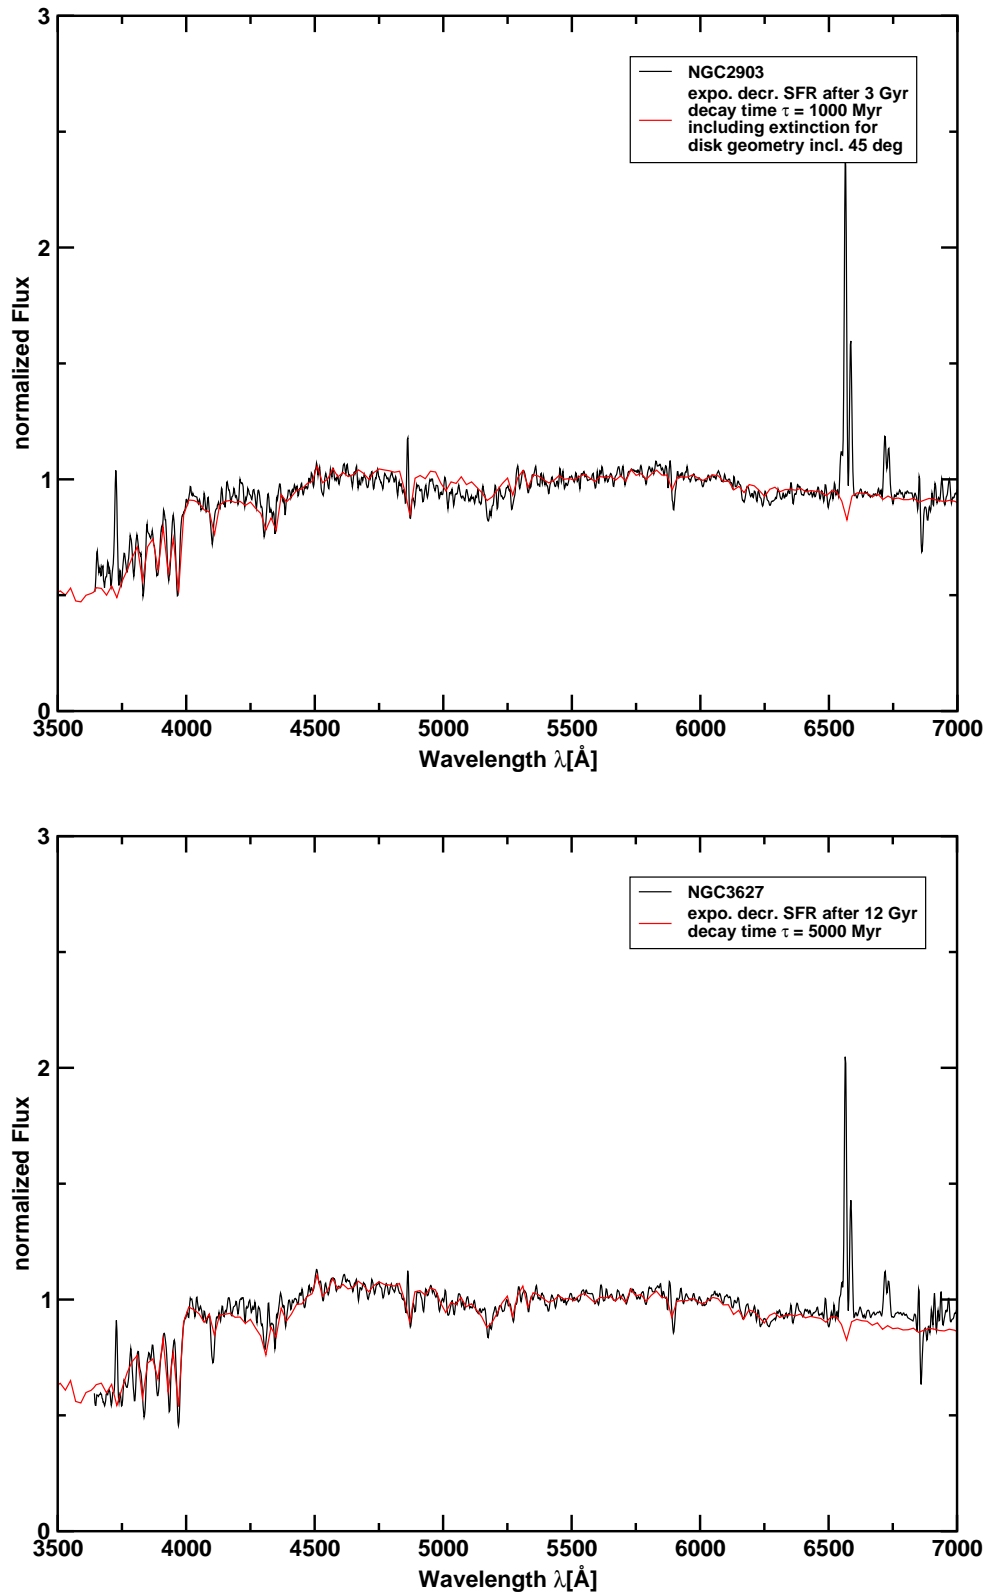 3
NGC2903
expo. decr. SFR after 3 Gyr
decay time τ = 1000 Myr
including extinction for
disk geometry incl. 45 deg
2
normalized Flux
1
0
3500 4000 4500 5000 5500 6000 6500 7000
Wavelength λ[Å]
3
NGC3627
expo. decr. SFR after 12 Gyr
decay time τ = 5000 Myr
2
normalized Flux
1
0
3500 4000 4500 5000 5500 6000 6500 7000
Wavelength λ[Å]